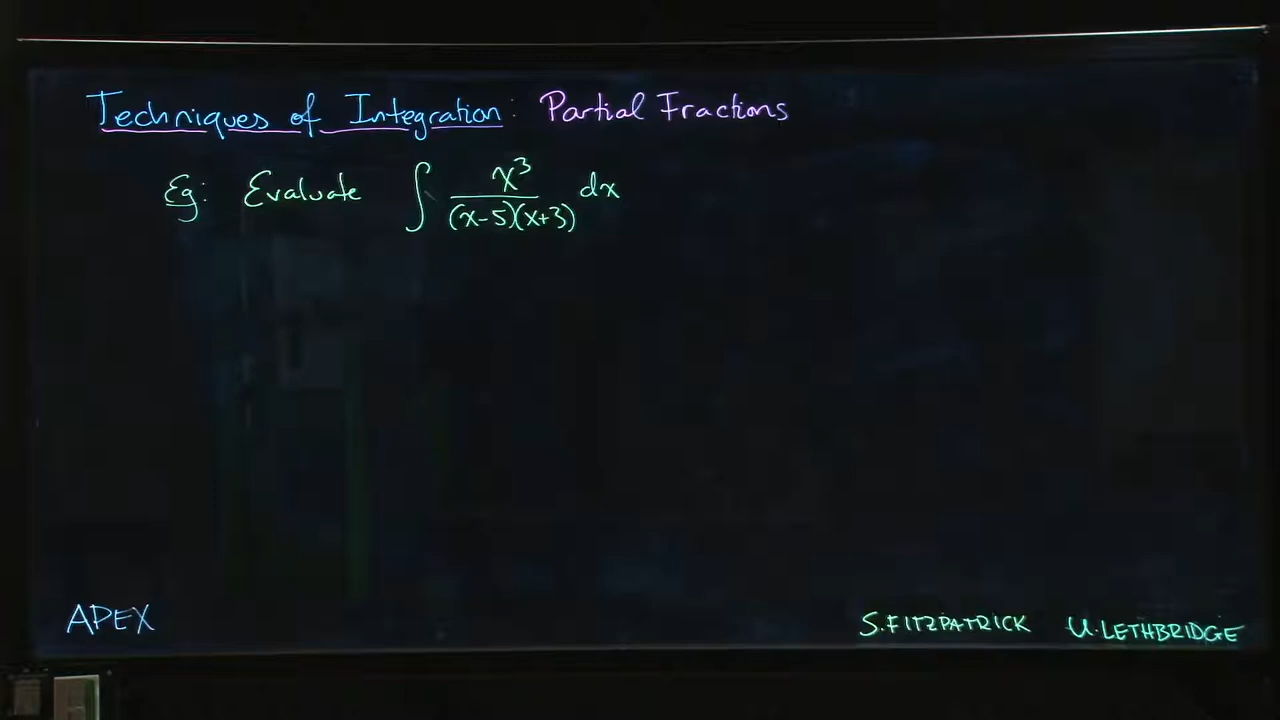 Techniques of Integration: Partial Fractions
Eg: Evaluate ∫ x³/((x-5)(x+3)) dx
APEX
S.FITZPATRICK U.LETHBRIDGE